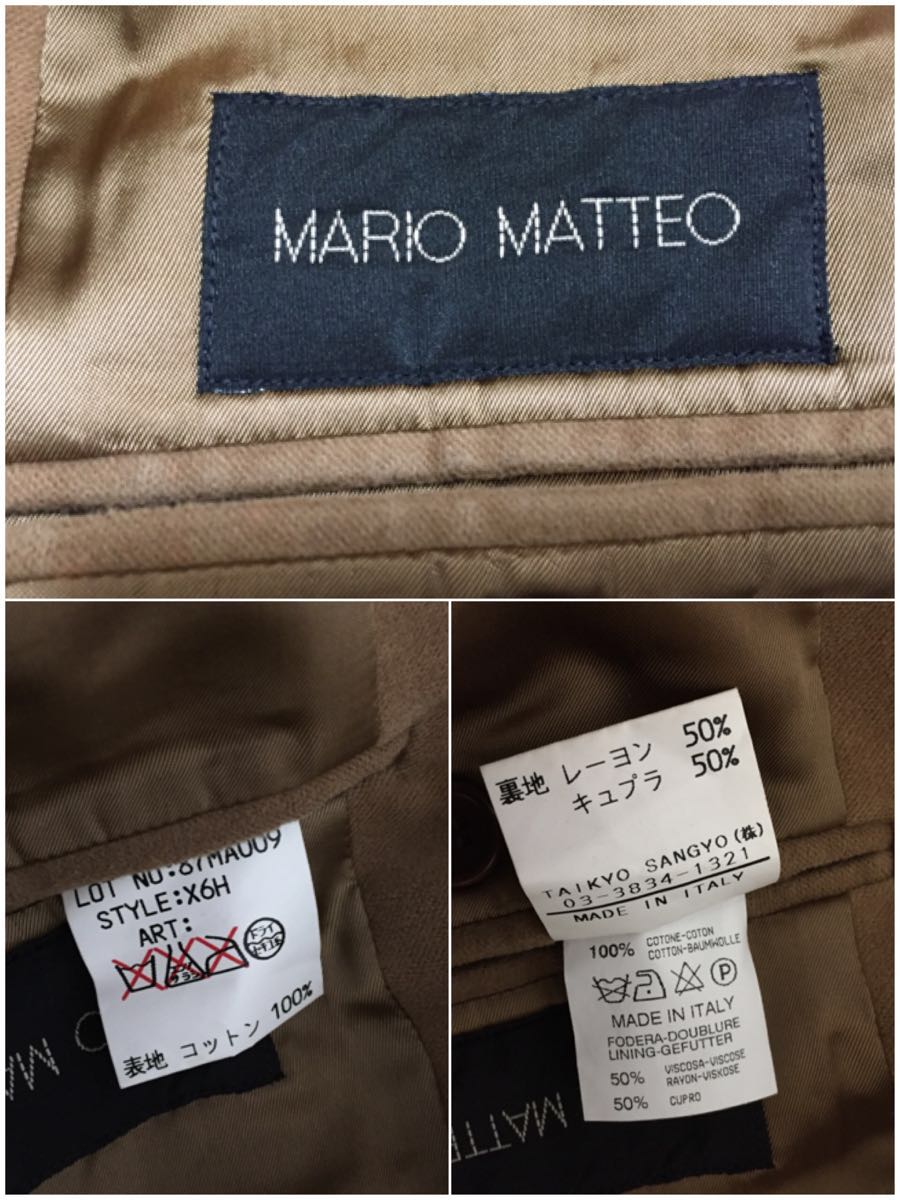 MARIO MATTEO
LOT NO:87MA009
STYLE:X6H
ART:
ドライ
表地 コットン 100%
裏地 レーヨン 50%
キュプラ 50%
TAIKYO SANGYO(株)
03-3834-1321
MADE IN ITALY
100% COTONE-COTON
COTTON-BAUMWOLLE
P
MADE IN ITALY
FODERA-DOUBLURE
LINING-GEFUTTER
50% VISCOSA-VISCOSE
RAYON-VISKOSE
50% CUPRO
MATTE